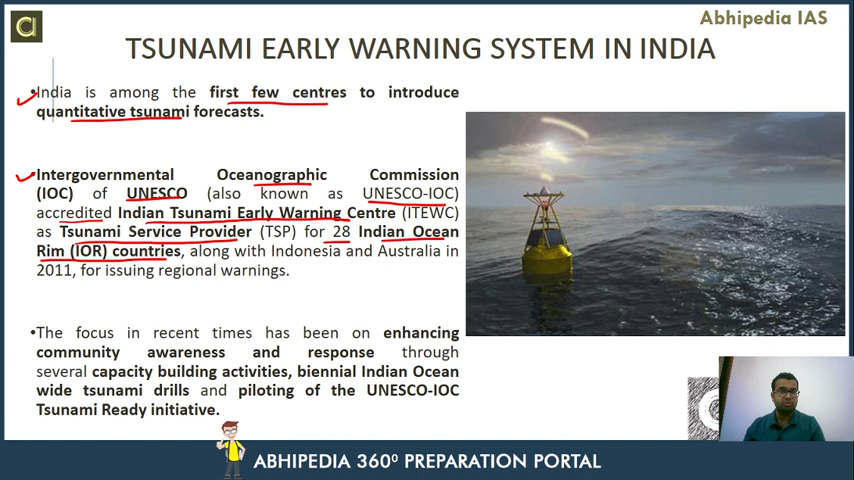 Abhipedia IAS
TSUNAMI EARLY WARNING SYSTEM IN INDIA
•India is among the first few centres to introduce
quantitative tsunami forecasts.
•Intergovernmental Oceanographic Commission
(IOC) of UNESCO (also known as UNESCO-IOC)
accredited Indian Tsunami Early Warning Centre (ITEWC)
as Tsunami Service Provider (TSP) for 28 Indian Ocean
Rim (IOR) countries, along with Indonesia and Australia in
2011, for issuing regional warnings.
•The focus in recent times has been on enhancing
community awareness and response through
several capacity building activities, biennial Indian Ocean
wide tsunami drills and piloting of the UNESCO-IOC
Tsunami Ready initiative.
ABHIPEDIA 360⁰ PREPARATION PORTAL